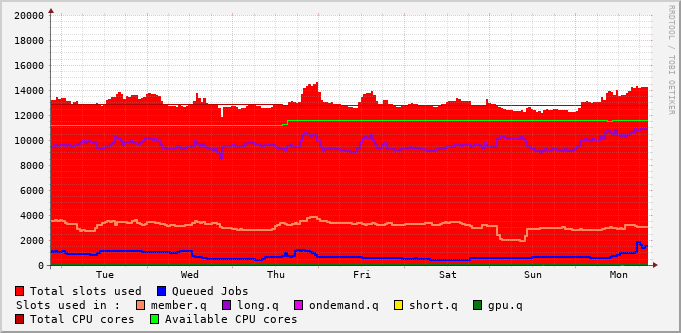 20000
18000
16000
14000
12000
10000
8000
6000
4000
2000
0
Tue Wed Thu Fri Sat Sun Mon
RRDTOOL / TOBI OETIKER
Total slots used Queued Jobs
Slots used in : member.q long.q ondemand.q short.q gpu.q
Total CPU cores Available CPU cores